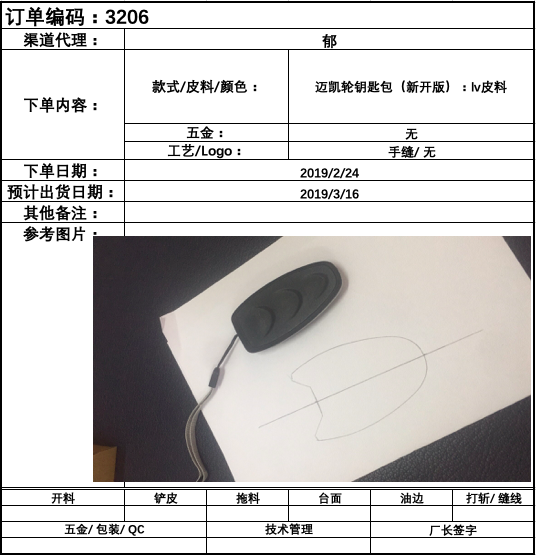 订单编码：3206
渠道代理： 郁
下单内容： 款式/皮料/颜色： 迈凯轮钥匙包（新开版）：lv皮料
五金： 无
工艺/Logo： 手缝/ 无
下单日期： 2019/2/24
预计出货日期： 2019/3/16
其他备注：
参考图片：
开料 铲皮 拖料 台面 油边 打斩/ 缝线
五金/ 包装/ QC 技术管理 厂长签字